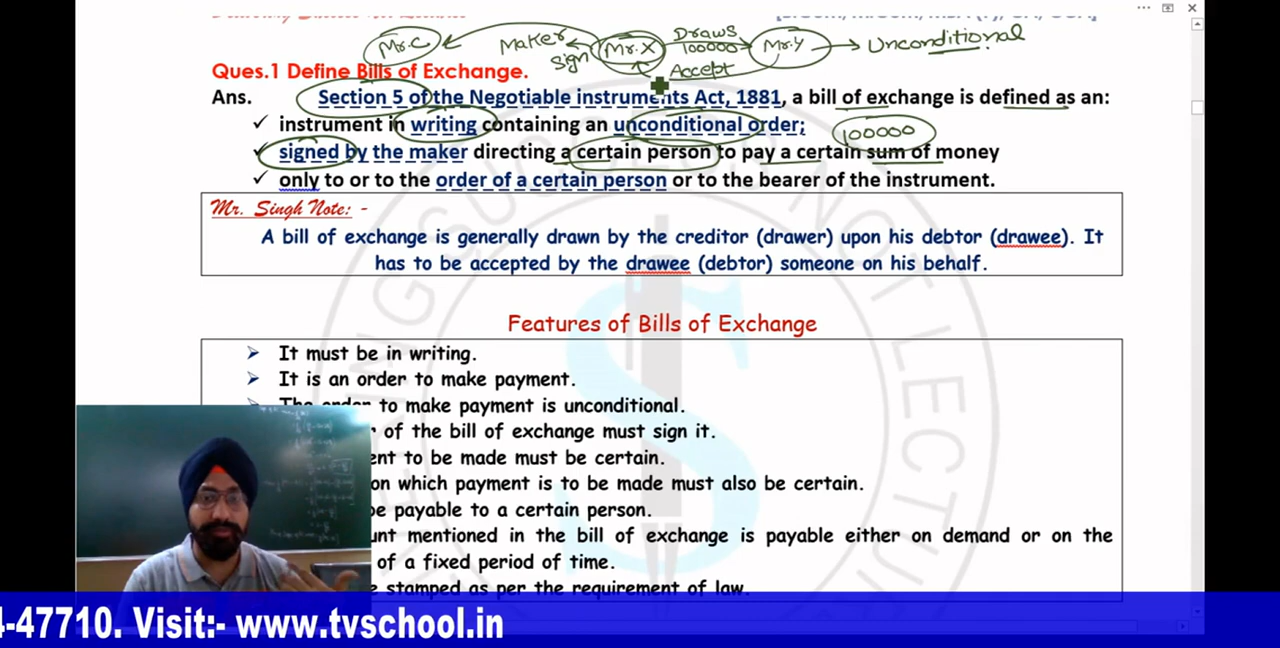 Mr.C Maker Sign Mr.X Draws 100000 Accept Mr.Y Unconditional
Ques.1 Define Bills of Exchange.
Ans. Section 5 of the Negotiable instruments Act, 1881, a bill of exchange is defined as an:
✓ instrument in writing containing an unconditional order; 100000
✓ signed by the maker directing a certain person to pay a certain sum of money
✓ only to or to the order of a certain person or to the bearer of the instrument.
Mr. Singh Note: -
A bill of exchange is generally drawn by the creditor (drawer) upon his debtor (drawee). It
has to be accepted by the drawee (debtor) someone on his behalf.
Features of Bills of Exchange
➢ It must be in writing.
➢ It is an order to make payment.
to make payment is unconditional.
of the bill of exchange must sign it.
to be made must be certain.
on which payment is to be made must also be certain.
be payable to a certain person.
mentioned in the bill of exchange is payable either on demand or on the
of a fixed period of time.
stamped as per the requirement of law.
4-47710. Visit:- www.tvschool.in